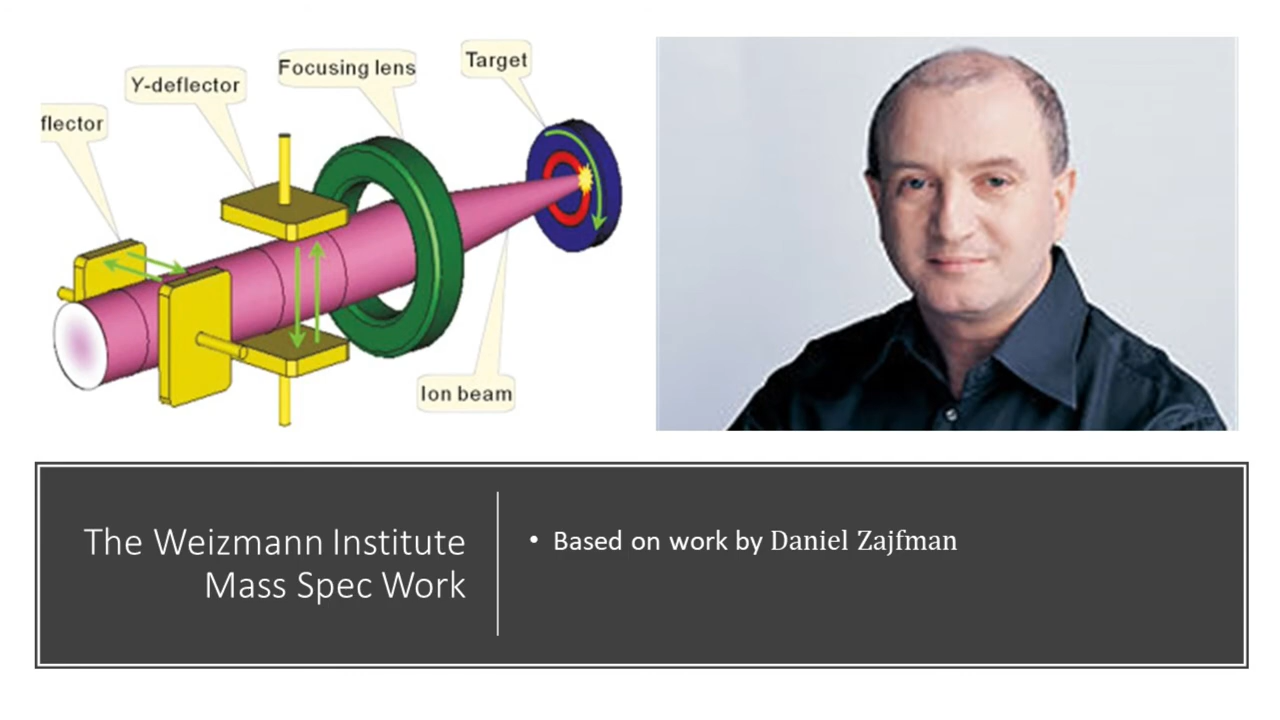 Focusing lens
Target
Y-deflector
flector
Ion beam
The Weizmann Institute
Mass Spec Work
• Based on work by Daniel Zajfman